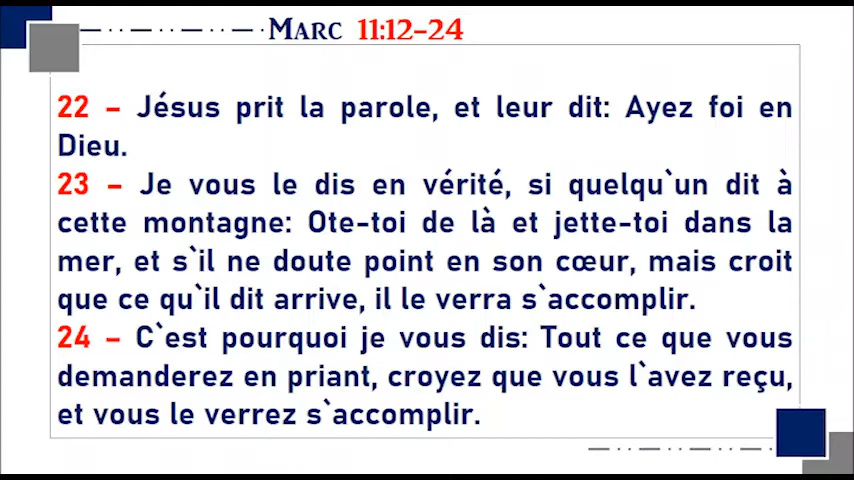 MARC 11:12-24
22 – Jésus prit la parole, et leur dit: Ayez foi en
Dieu.
23 – Je vous le dis en vérité, si quelqu`un dit à
cette montagne: Ote-toi de là et jette-toi dans la
mer, et s`il ne doute point en son cœur, mais croit
que ce qu`il dit arrive, il le verra s`accomplir.
24 – C`est pourquoi je vous dis: Tout ce que vous
demanderez en priant, croyez que vous l`avez reçu,
et vous le verrez s`accomplir.